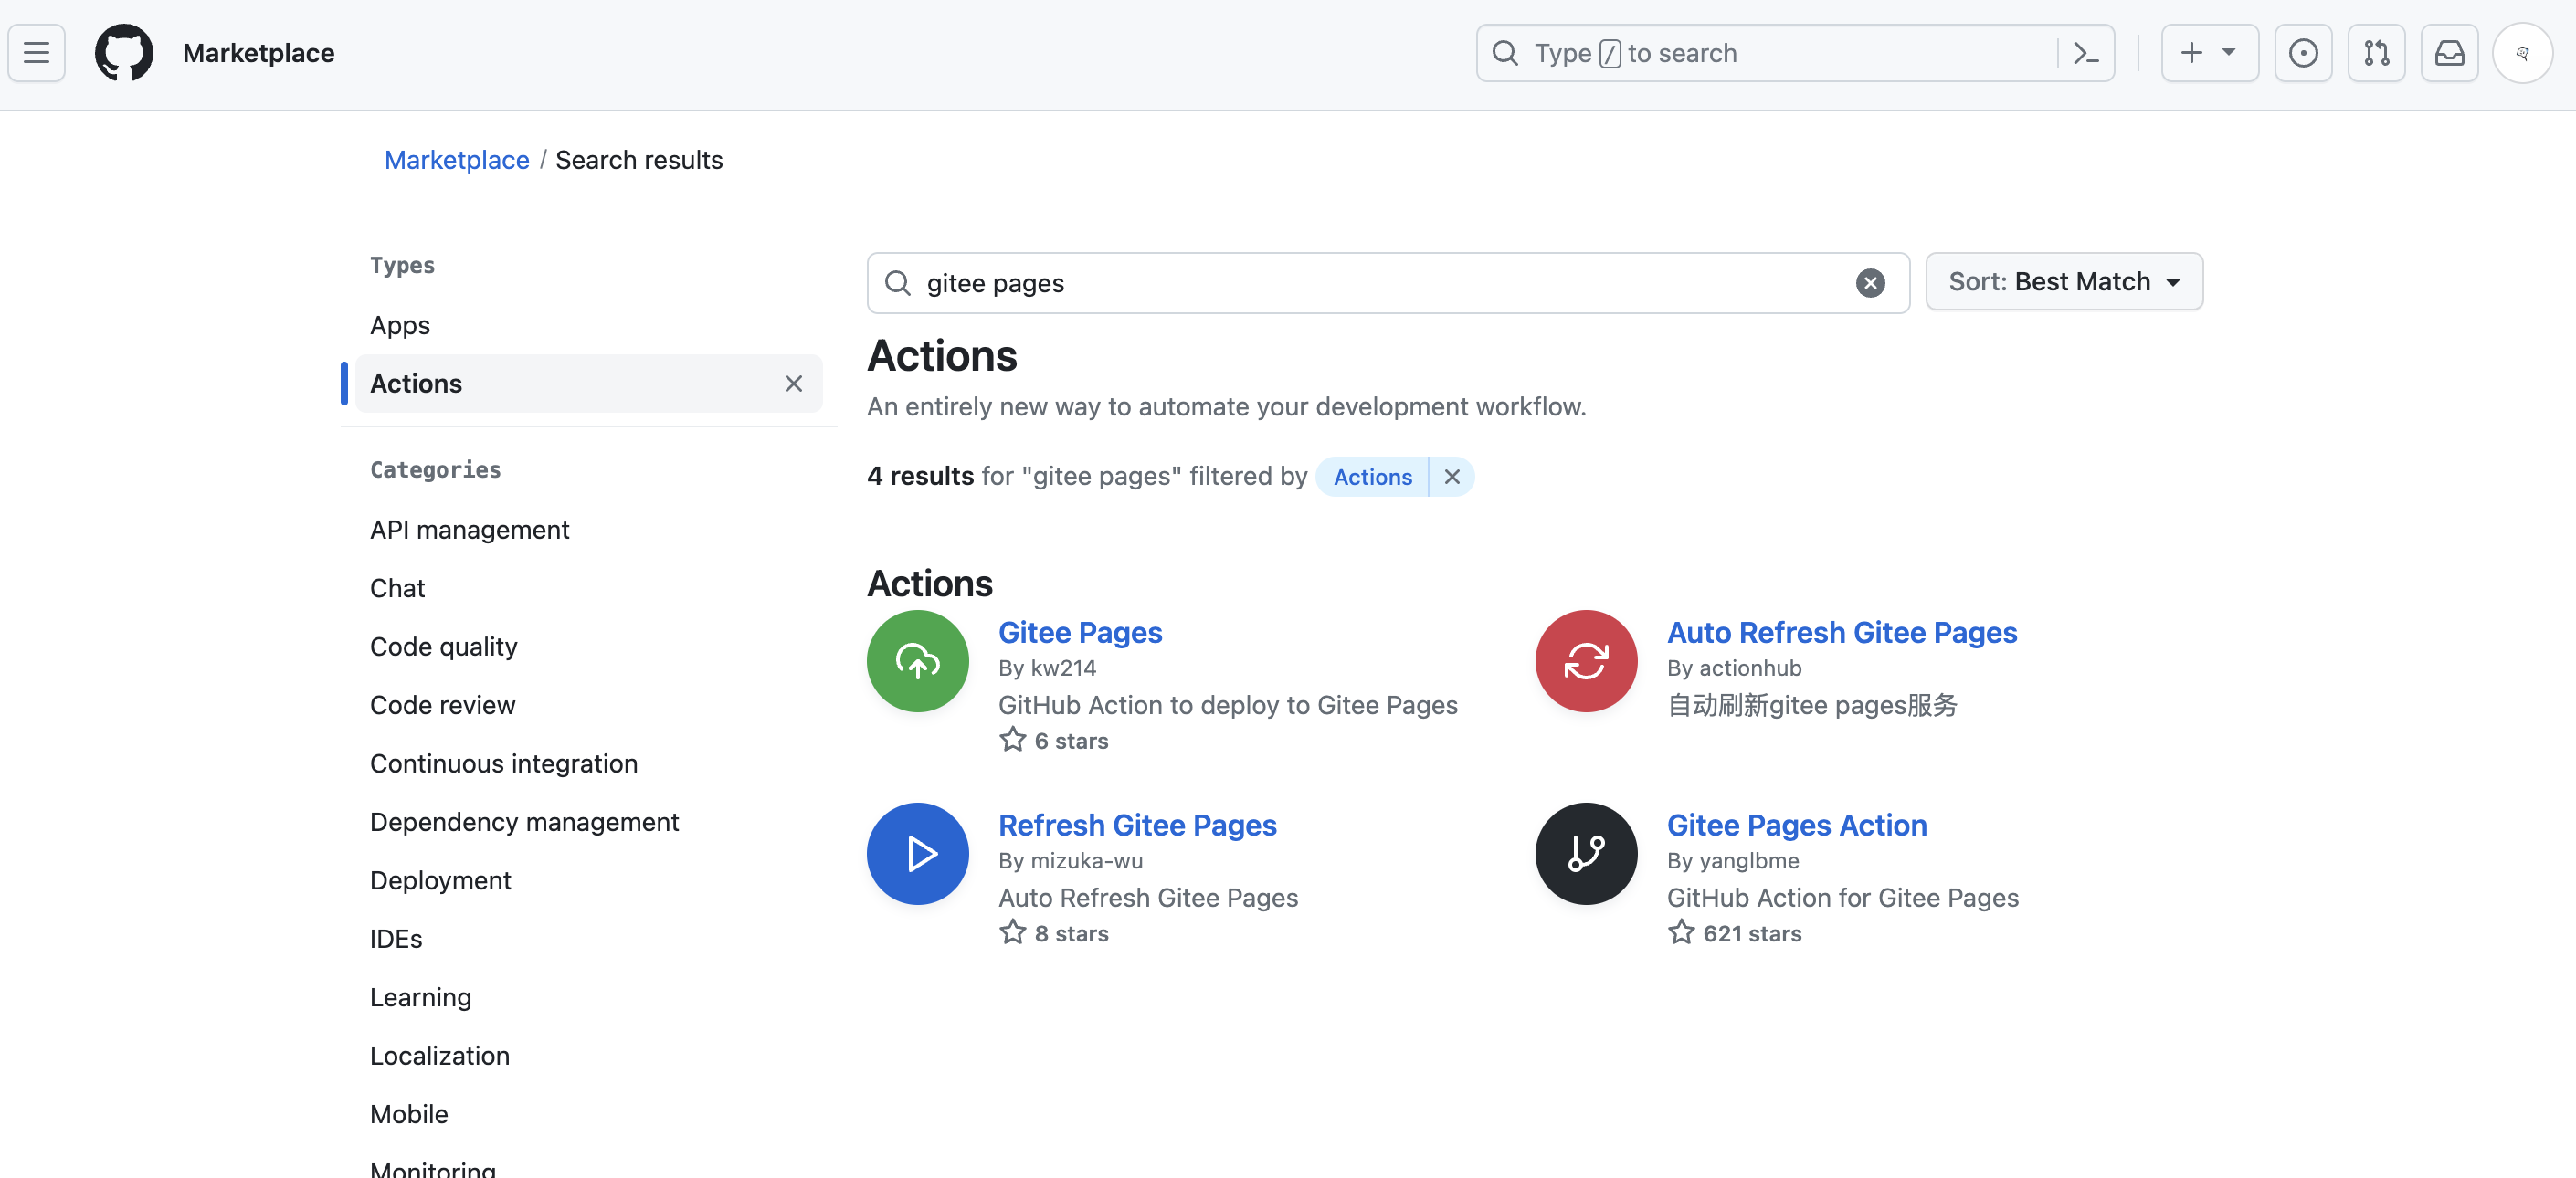 Marketplace
Type / to search
Marketplace / Search results
Types
Apps
Actions
Categories
API management
Chat
Code quality
Code review
Continuous integration
Dependency management
Deployment
IDEs
Learning
Localization
Mobile
Monitoring
gitee pages
Sort: Best Match
Actions
An entirely new way to automate your development workflow.
4 results for "gitee pages" filtered by Actions
Actions
Gitee Pages
By kw214
GitHub Action to deploy to Gitee Pages
6 stars
Auto Refresh Gitee Pages
By actionhub
自动刷新gitee pages服务
Refresh Gitee Pages
By mizuka-wu
Auto Refresh Gitee Pages
8 stars
Gitee Pages Action
By yanglbme
GitHub Action for Gitee Pages
621 stars